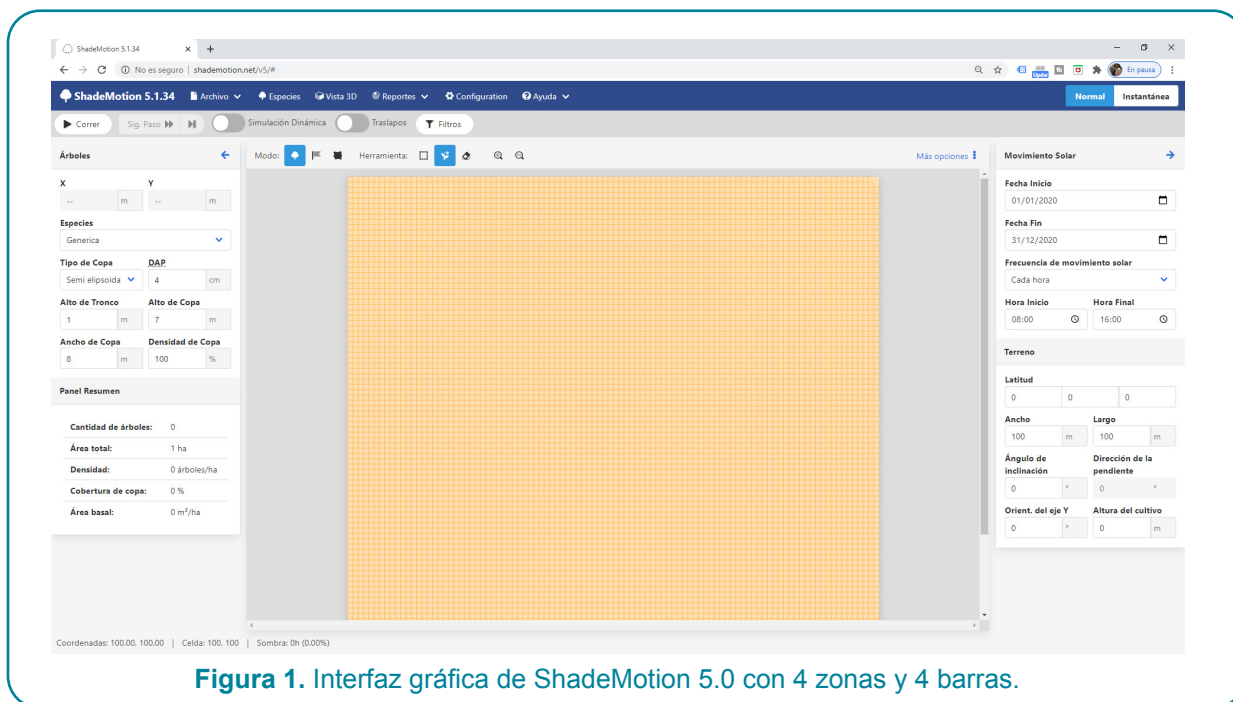 ShadeMotion 5.1.34
No es seguro | shademotion.net/v5/#
Update
En pausa
ShadeMotion 5.1.34 Archivo Especies Vista 3D Reportes Configuration Ayuda Normal Instantánea
Correr Sig. Paso Simulación Dinámica Traslapos Filtros
Árboles
X Y
-- m -- m
Especies
Generica
Tipo de Copa DAP
Semi elipsoida 4 cm
Alto de Tronco Alto de Copa
1 m 7 m
Ancho de Copa Densidad de Copa
8 m 100 %
Panel Resumen
Cantidad de árboles: 0
Área total: 1 ha
Densidad: 0 árboles/ha
Cobertura de copa: 0 %
Área basal: 0 m²/ha
Modo: Herramienta: Más opciones
Movimiento Solar
Fecha Inicio
01/01/2020
Fecha Fin
31/12/2020
Frecuencia de movimiento solar
Cada hora
Hora Inicio Hora Final
08:00 16:00
Terreno
Latitud
0 0 0
Ancho Largo
100 m 100 m
Ángulo de inclinación Dirección de la pendiente
0 ° 0 °
Orient. del eje Y Altura del cultivo
0 ° 0 m
Coordenadas: 100.00, 100.00 | Celda: 100, 100 | Sombra: 0h (0.00%)
Figura 1. Interfaz gráfica de ShadeMotion 5.0 con 4 zonas y 4 barras.